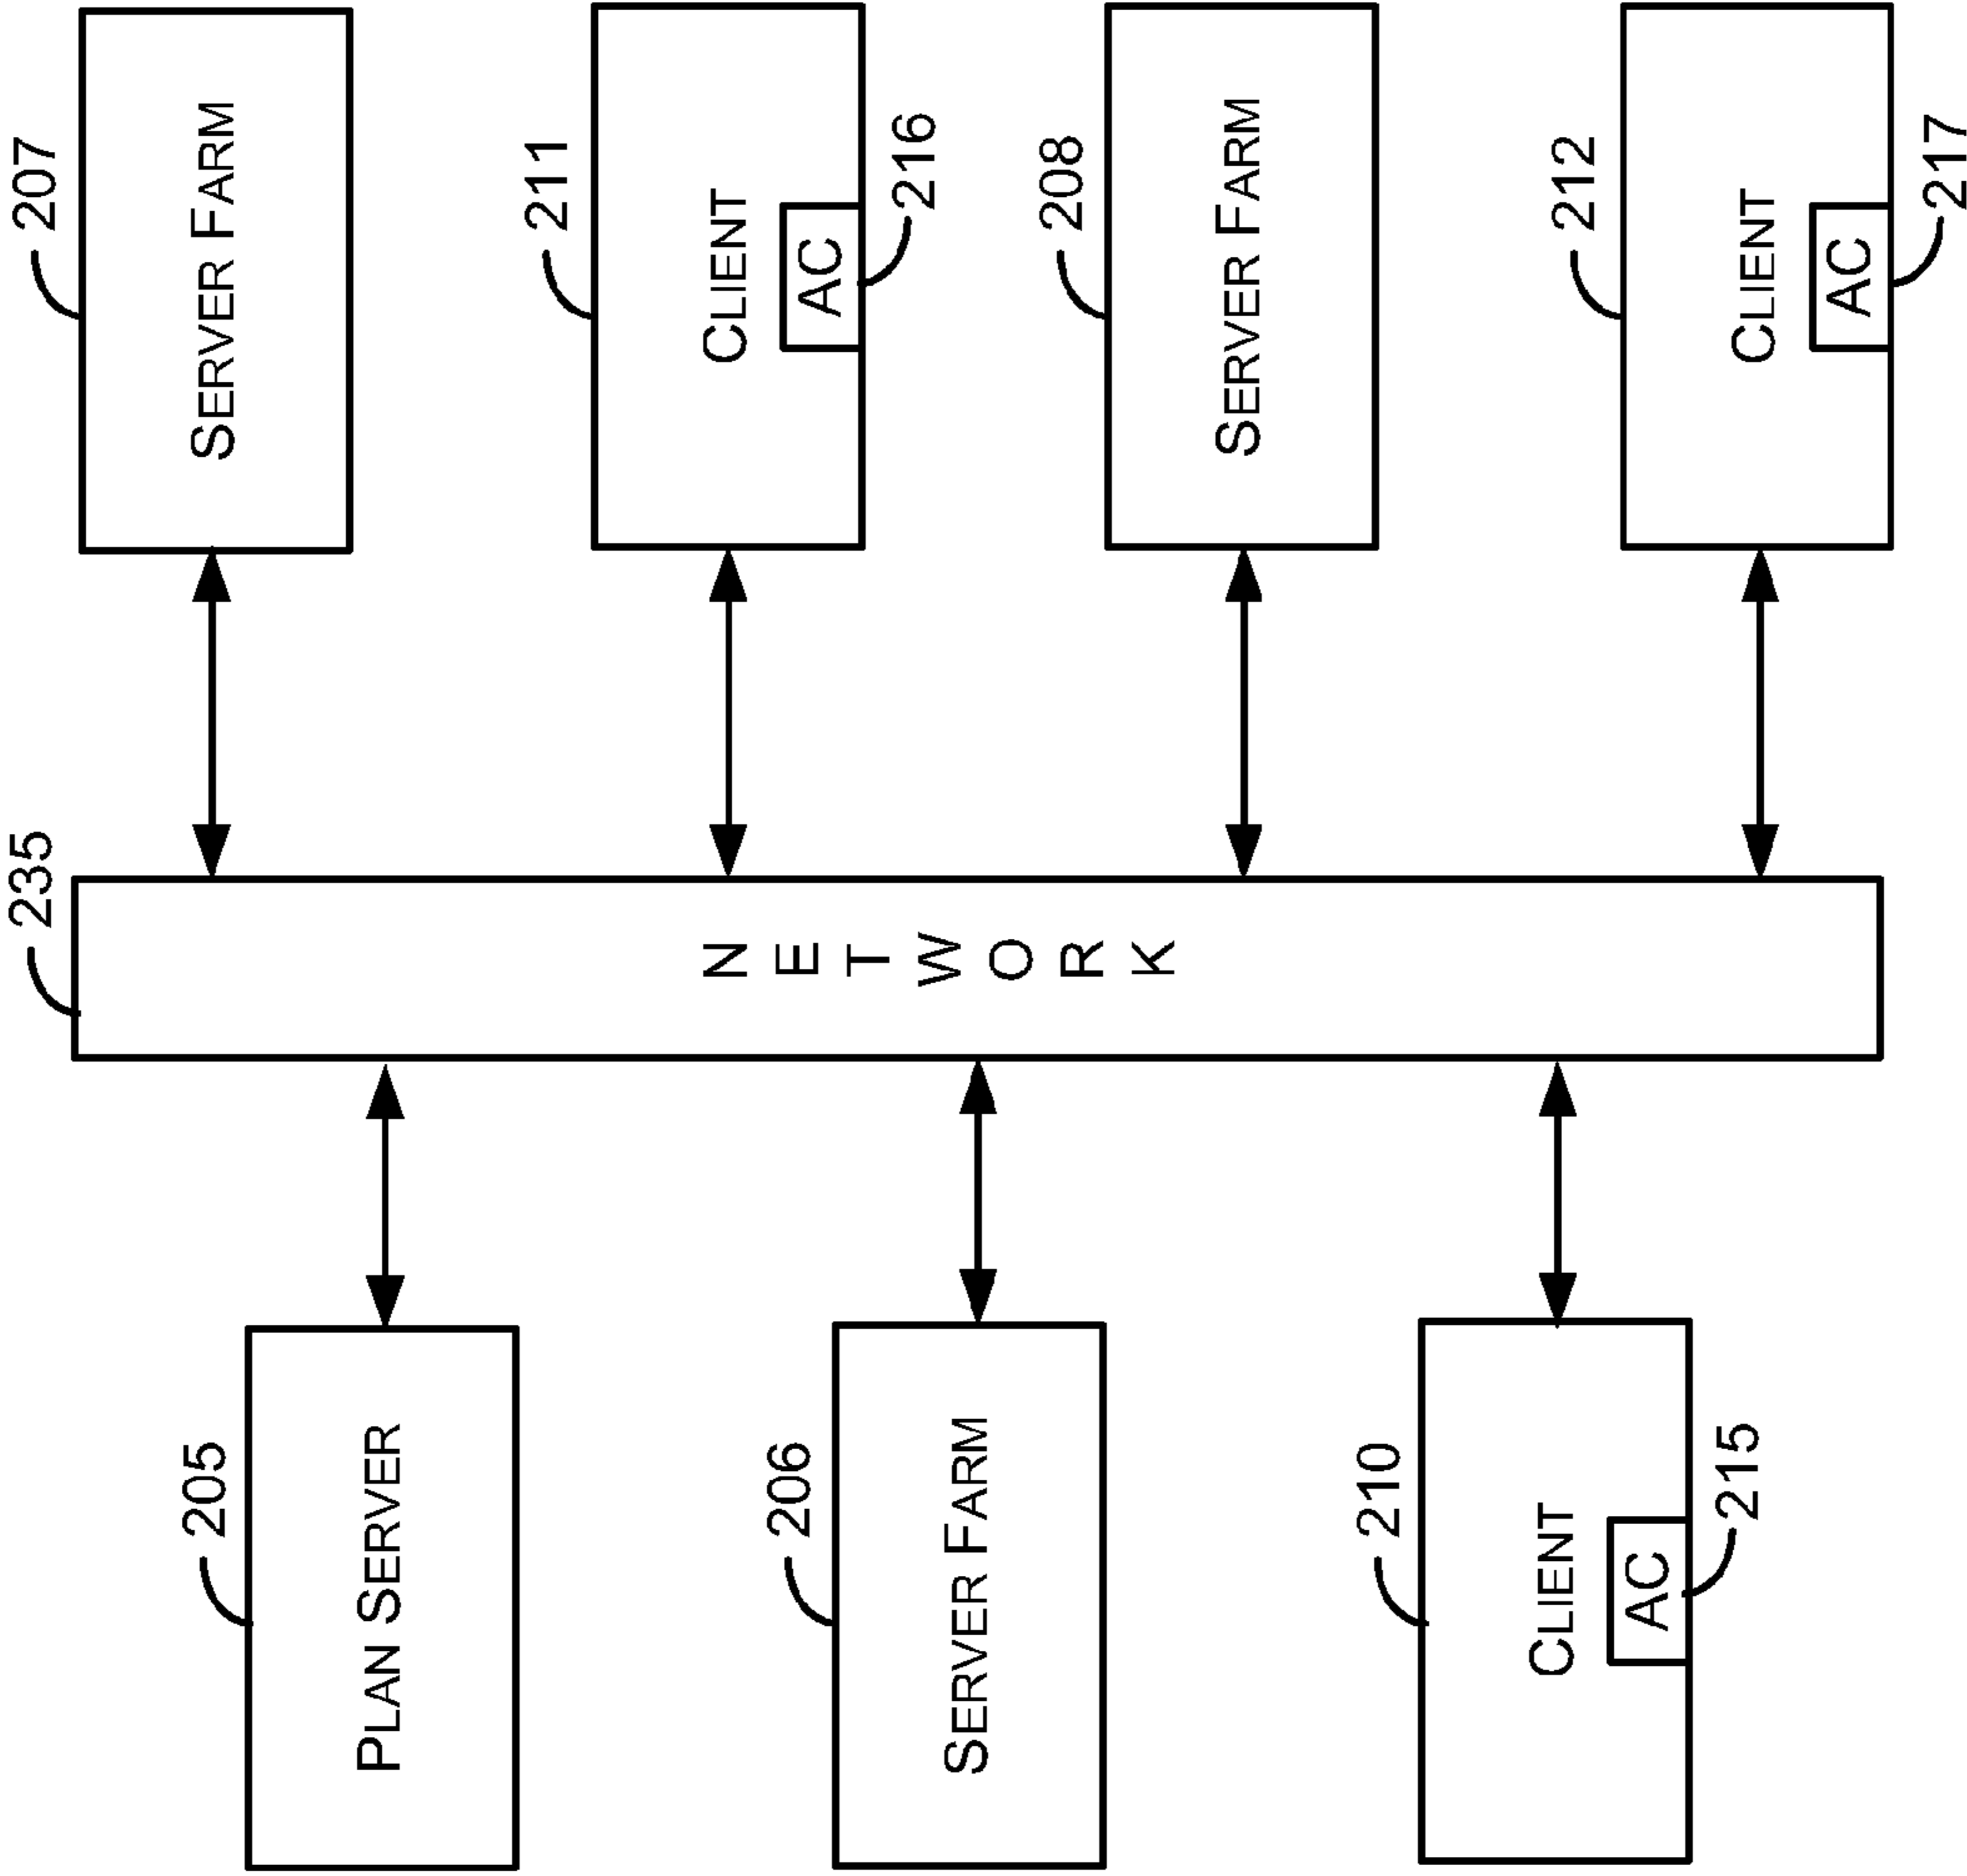 205
PLAN SERVER
206
SERVER FARM
210
CLIENT
AC
215
235
NETWORK
207
SERVER FARM
211
CLIENT
AC
216
208
SERVER FARM
212
CLIENT
AC
217